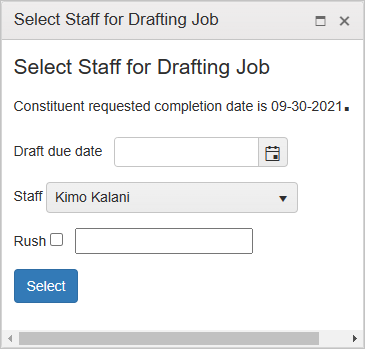 Select Staff for Drafting Job
Select Staff for Drafting Job
Constituent requested completion date is 09-30-2021.
Draft due date
Staff Kimo Kalani
Rush
Select